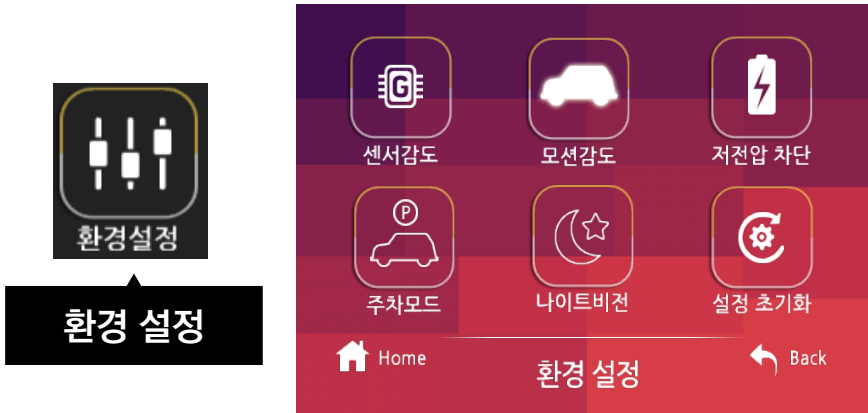 환경설정
환경 설정
G
센서감도
모션감도
저전압 차단
P
주차모드
나이트비전
설정 초기화
Home
환경 설정
Back